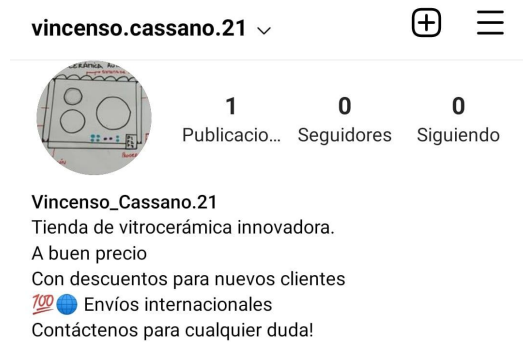 vincenso.cassano.21
1
0
0
Publicacio...
Seguidores
Siguiendo
Vincenso_Cassano.21
Tienda de vitrocerámica innovadora.
A buen precio
Con descuentos para nuevos clientes
💯🌐 Envíos internacionales
Contáctenos para cualquier duda!